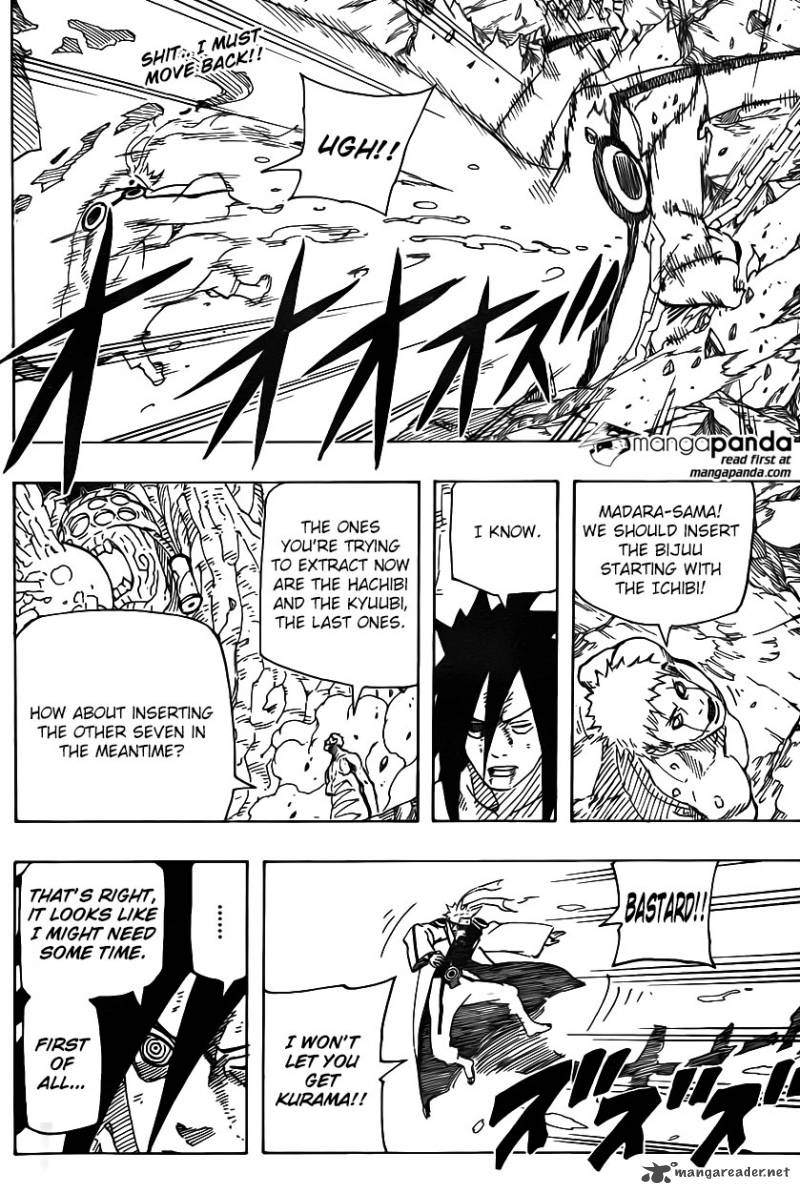 SHIT... I MUST
MOVE BACK!!
UGH!!
オオオオズ
mangapanda
read first at
mangapanda.com
MADARA-SAMA!
WE SHOULD INSERT
THE BIJUU
STARTING WITH
THE ICHIBI!
I KNOW.
THE ONES
YOU'RE TRYING
TO EXTRACT NOW
ARE THE HACHIBI
AND THE KYUUBI,
THE LAST ONES.
HOW ABOUT INSERTING
THE OTHER SEVEN IN
THE MEANTIME?
BASTARD!!
I WON'T
LET YOU
GET
KURAMA!!
ズズズ
.......
THAT'S RIGHT,
IT LOOKS LIKE
I MIGHT NEED
SOME TIME.
FIRST
OF
ALL...
mangareader.net